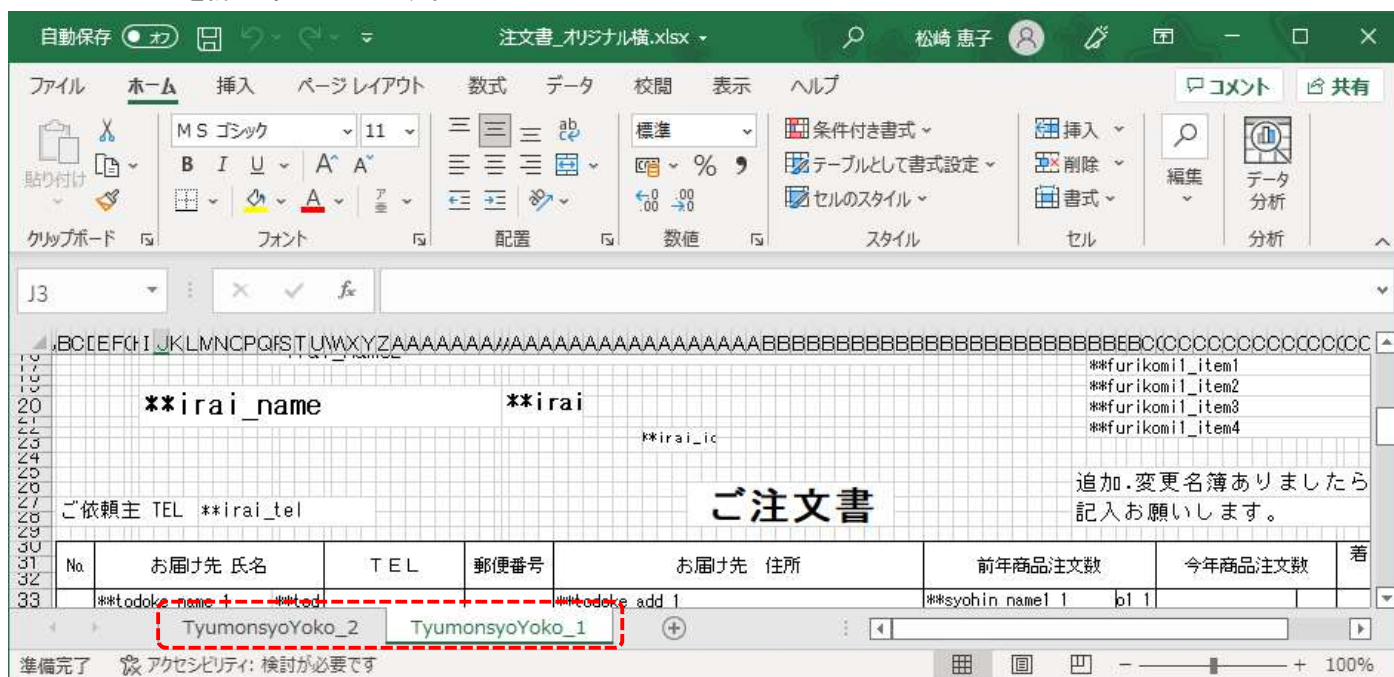 自動保存 オフ 注文書_オリジナル横.xlsx 松崎 恵子
ファイル ホーム 挿入 ページ レイアウト 数式 データ 校閲 表示 ヘルプ コメント 共有
貼り付け
ＭＳ ゴシック 11
標準
条件付き書式
テーブルとして書式設定
セルのスタイル
挿入
削除
書式
編集
データ
分析
クリップボード フォント 配置 数値 スタイル セル 分析
J3
fx
**furikomi1_item1
**furikomi1_item2
20 **irai_name **irai **furikomi1_item3
**furikomi1_item4
**irai_ic
追加.変更名簿ありましたら
ご依頼主 TEL **irai_tel ご注文書 記入お願いします。
31 No. お届け先 氏名 ＴＥＬ 郵便番号 お届け先 住所 前年商品注文数 今年商品注文数 着
33 **todoke_name_1 **tod **todoke_add_1 **syohin_name1_1 o1_1
TyumonsyoYoko_2 TyumonsyoYoko_1
準備完了 アクセシビリティ: 検討が必要です 100%